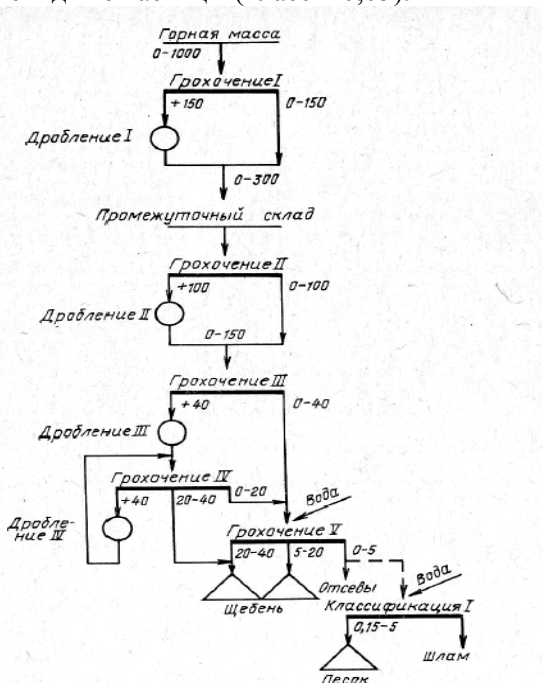 Горная масса
0-1000
Грохочение I
+150
0-150
Дробление I
0-300
Промежуточный склад
Грохочение II
+100
0-100
Дробление II
0-150
Грохочение III
+40
0-40
Дробление III
Грохочение IV
+40
20-40
0-20
Вода
Дробле-
ние IV
Грохочение V
20-40
5-20
0-5
Щебень
Отсевы
Вода
Классификация I
0,15-5
Шлам
Песок